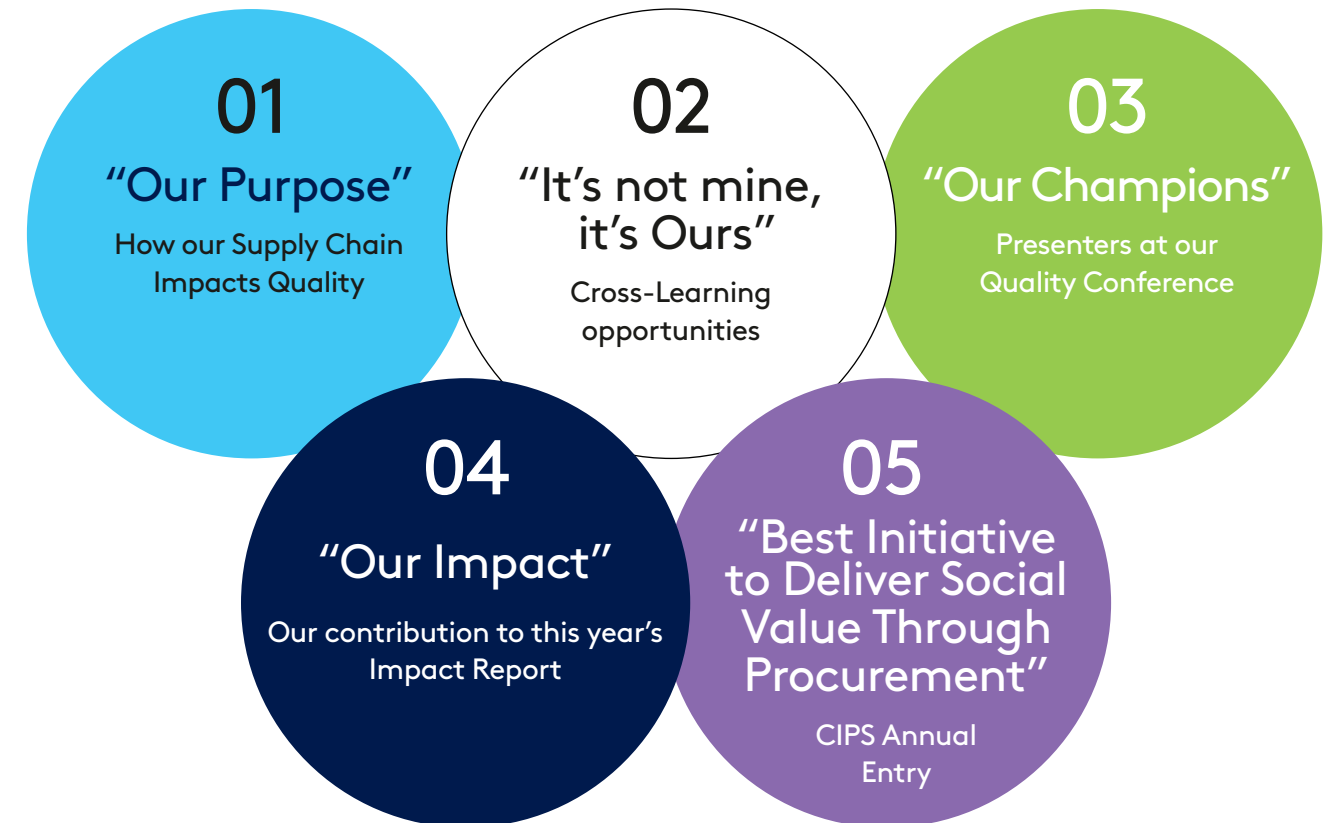 01
“Our Purpose”
How our Supply Chain
Impacts Quality
02
“It’s not mine,
it’s Ours”
Cross-Learning
opportunities
03
“Our Champions”
Presenters at our
Quality Conference
04
“Our Impact”
Our contribution to this year’s
Impact Report
05
“Best Initiative
to Deliver Social
Value Through
Procurement”
CIPS Annual
Entry